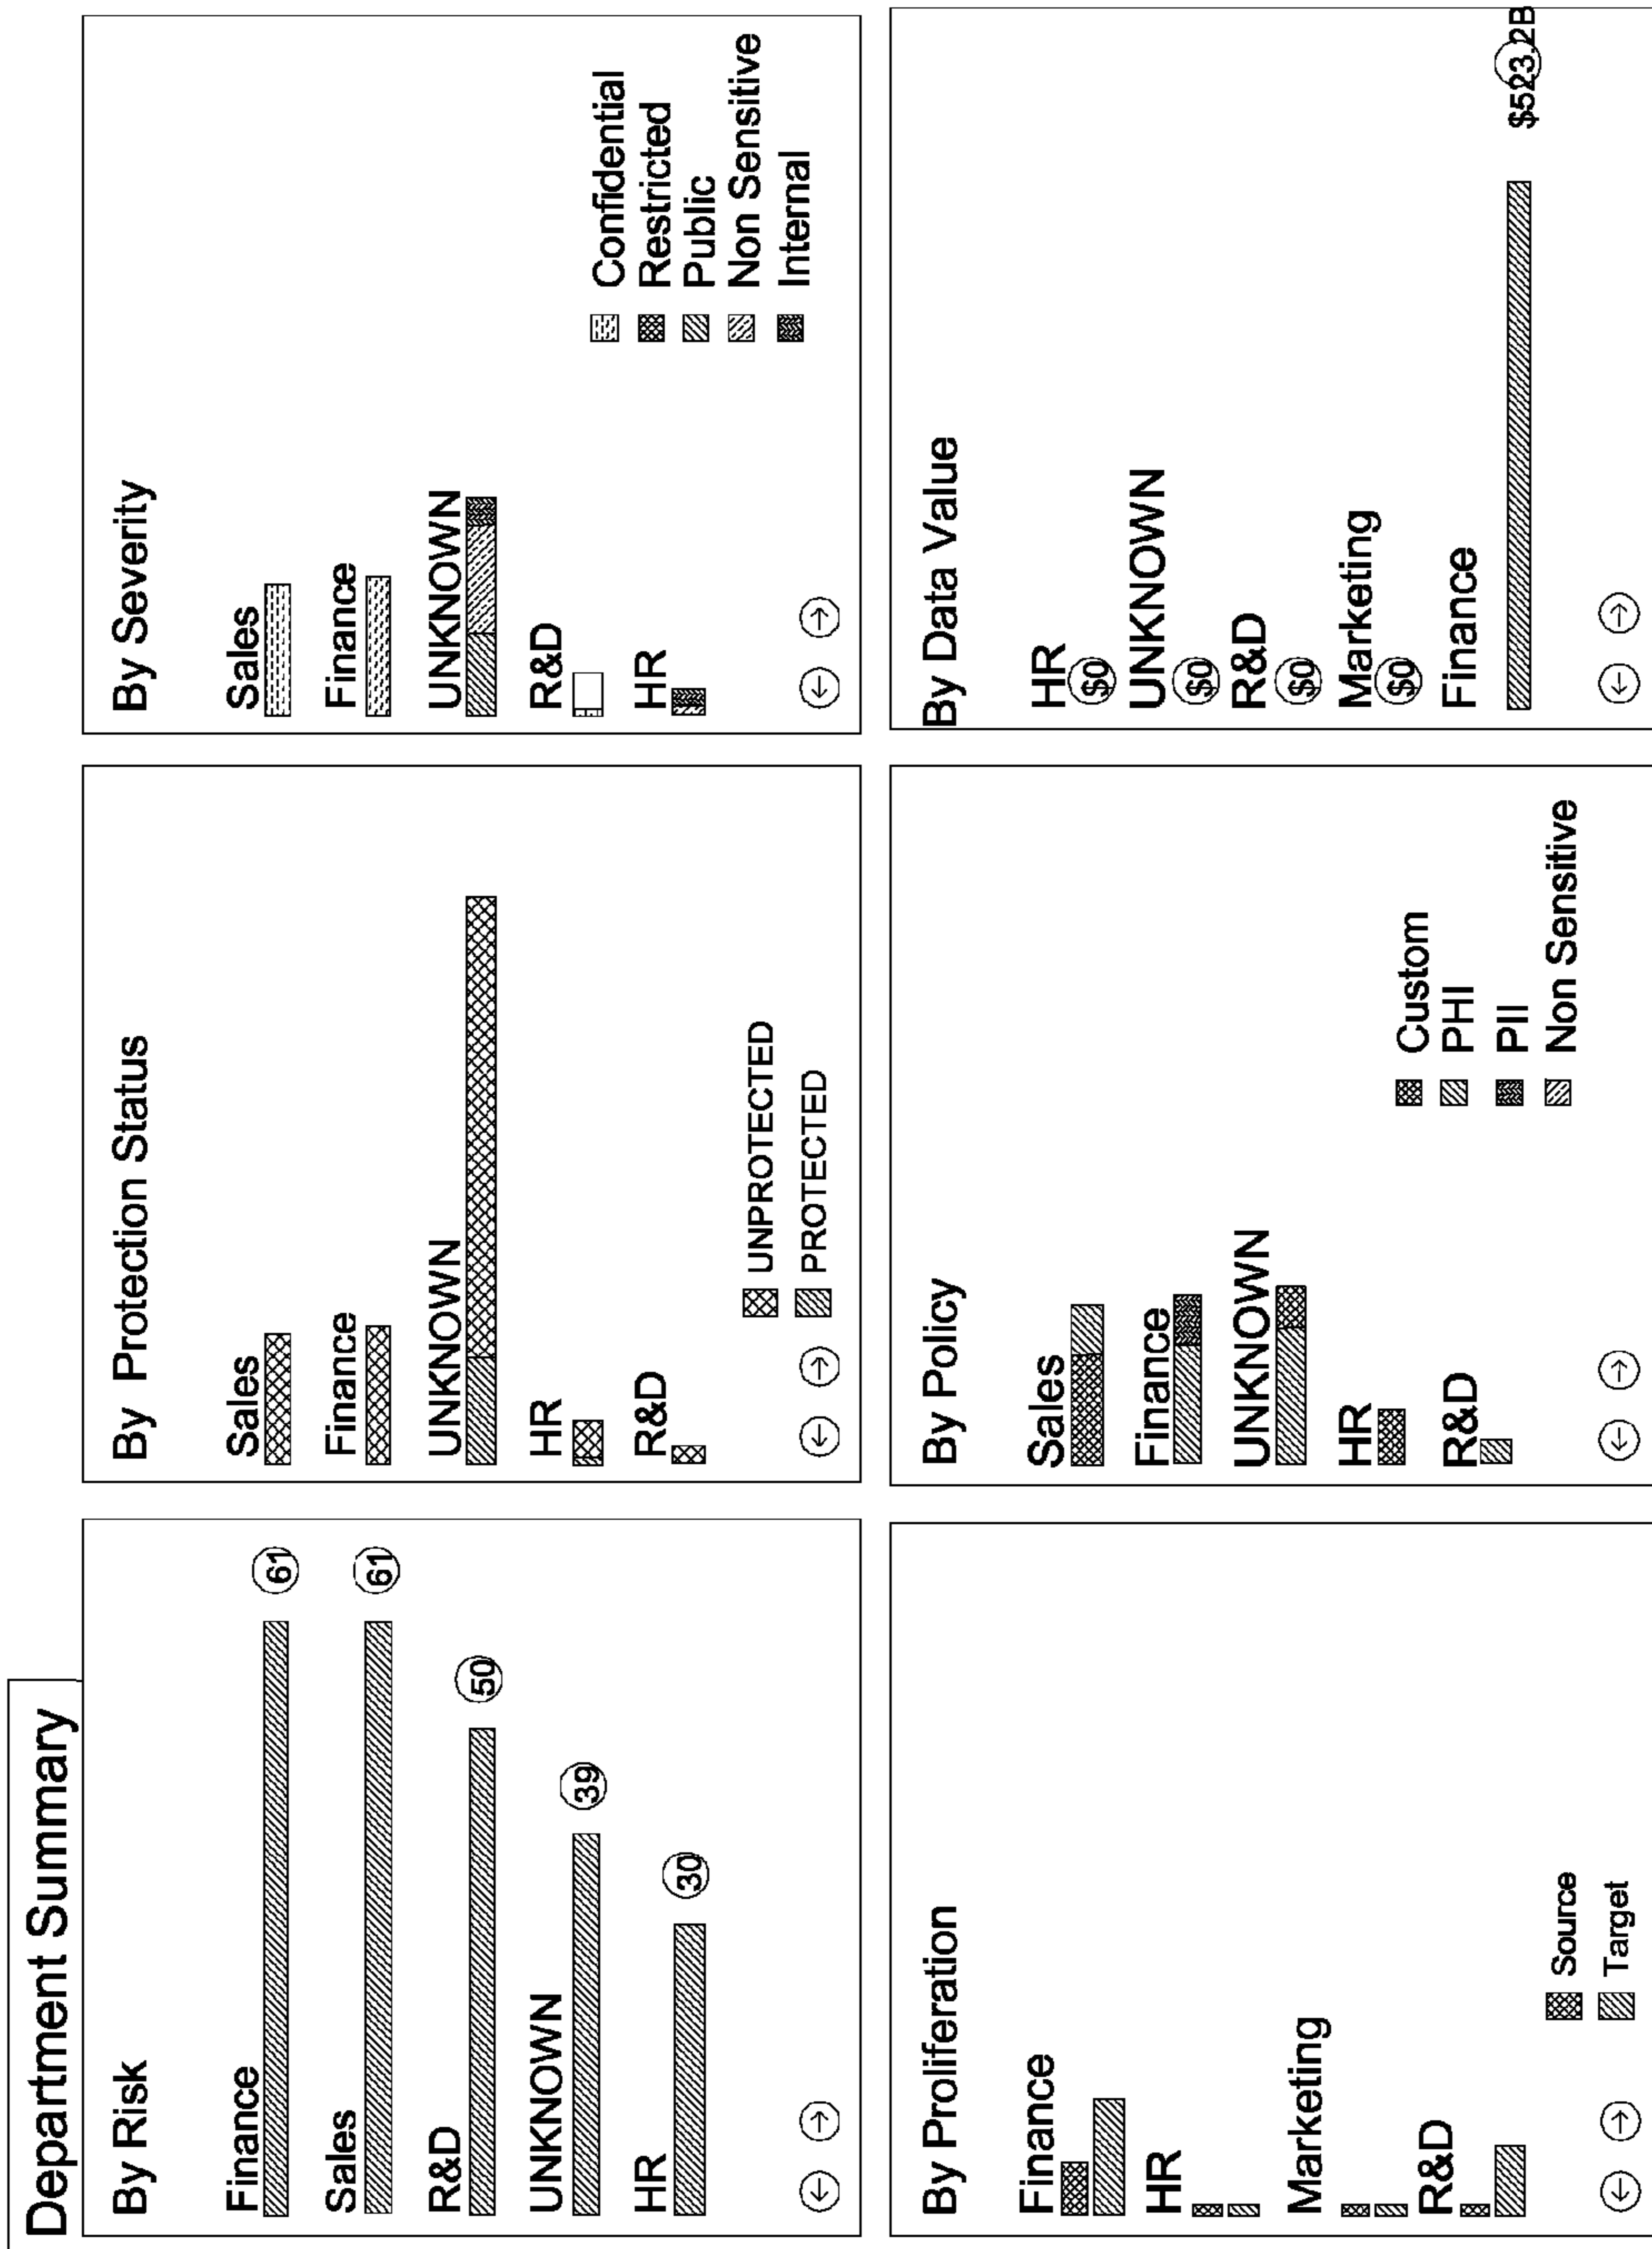 Department Summary
By Risk
Finance
61
Sales
61
R&D
50
UNKNOWN
39
HR
30
By Protection Status
Sales
Finance
UNKNOWN
HR
R&D
UNPROTECTED
PROTECTED
By Severity
Sales
Finance
UNKNOWN
R&D
HR
Confidential
Restricted
Public
Non Sensitive
Internal
By Proliferation
Finance
HR
Marketing
R&D
Source
Target
By Policy
Sales
Finance
UNKNOWN
HR
R&D
Custom
PHI
PII
Non Sensitive
By Data Value
HR
$0
UNKNOWN
$0
R&D
$0
Marketing
$0
Finance
$523.2B